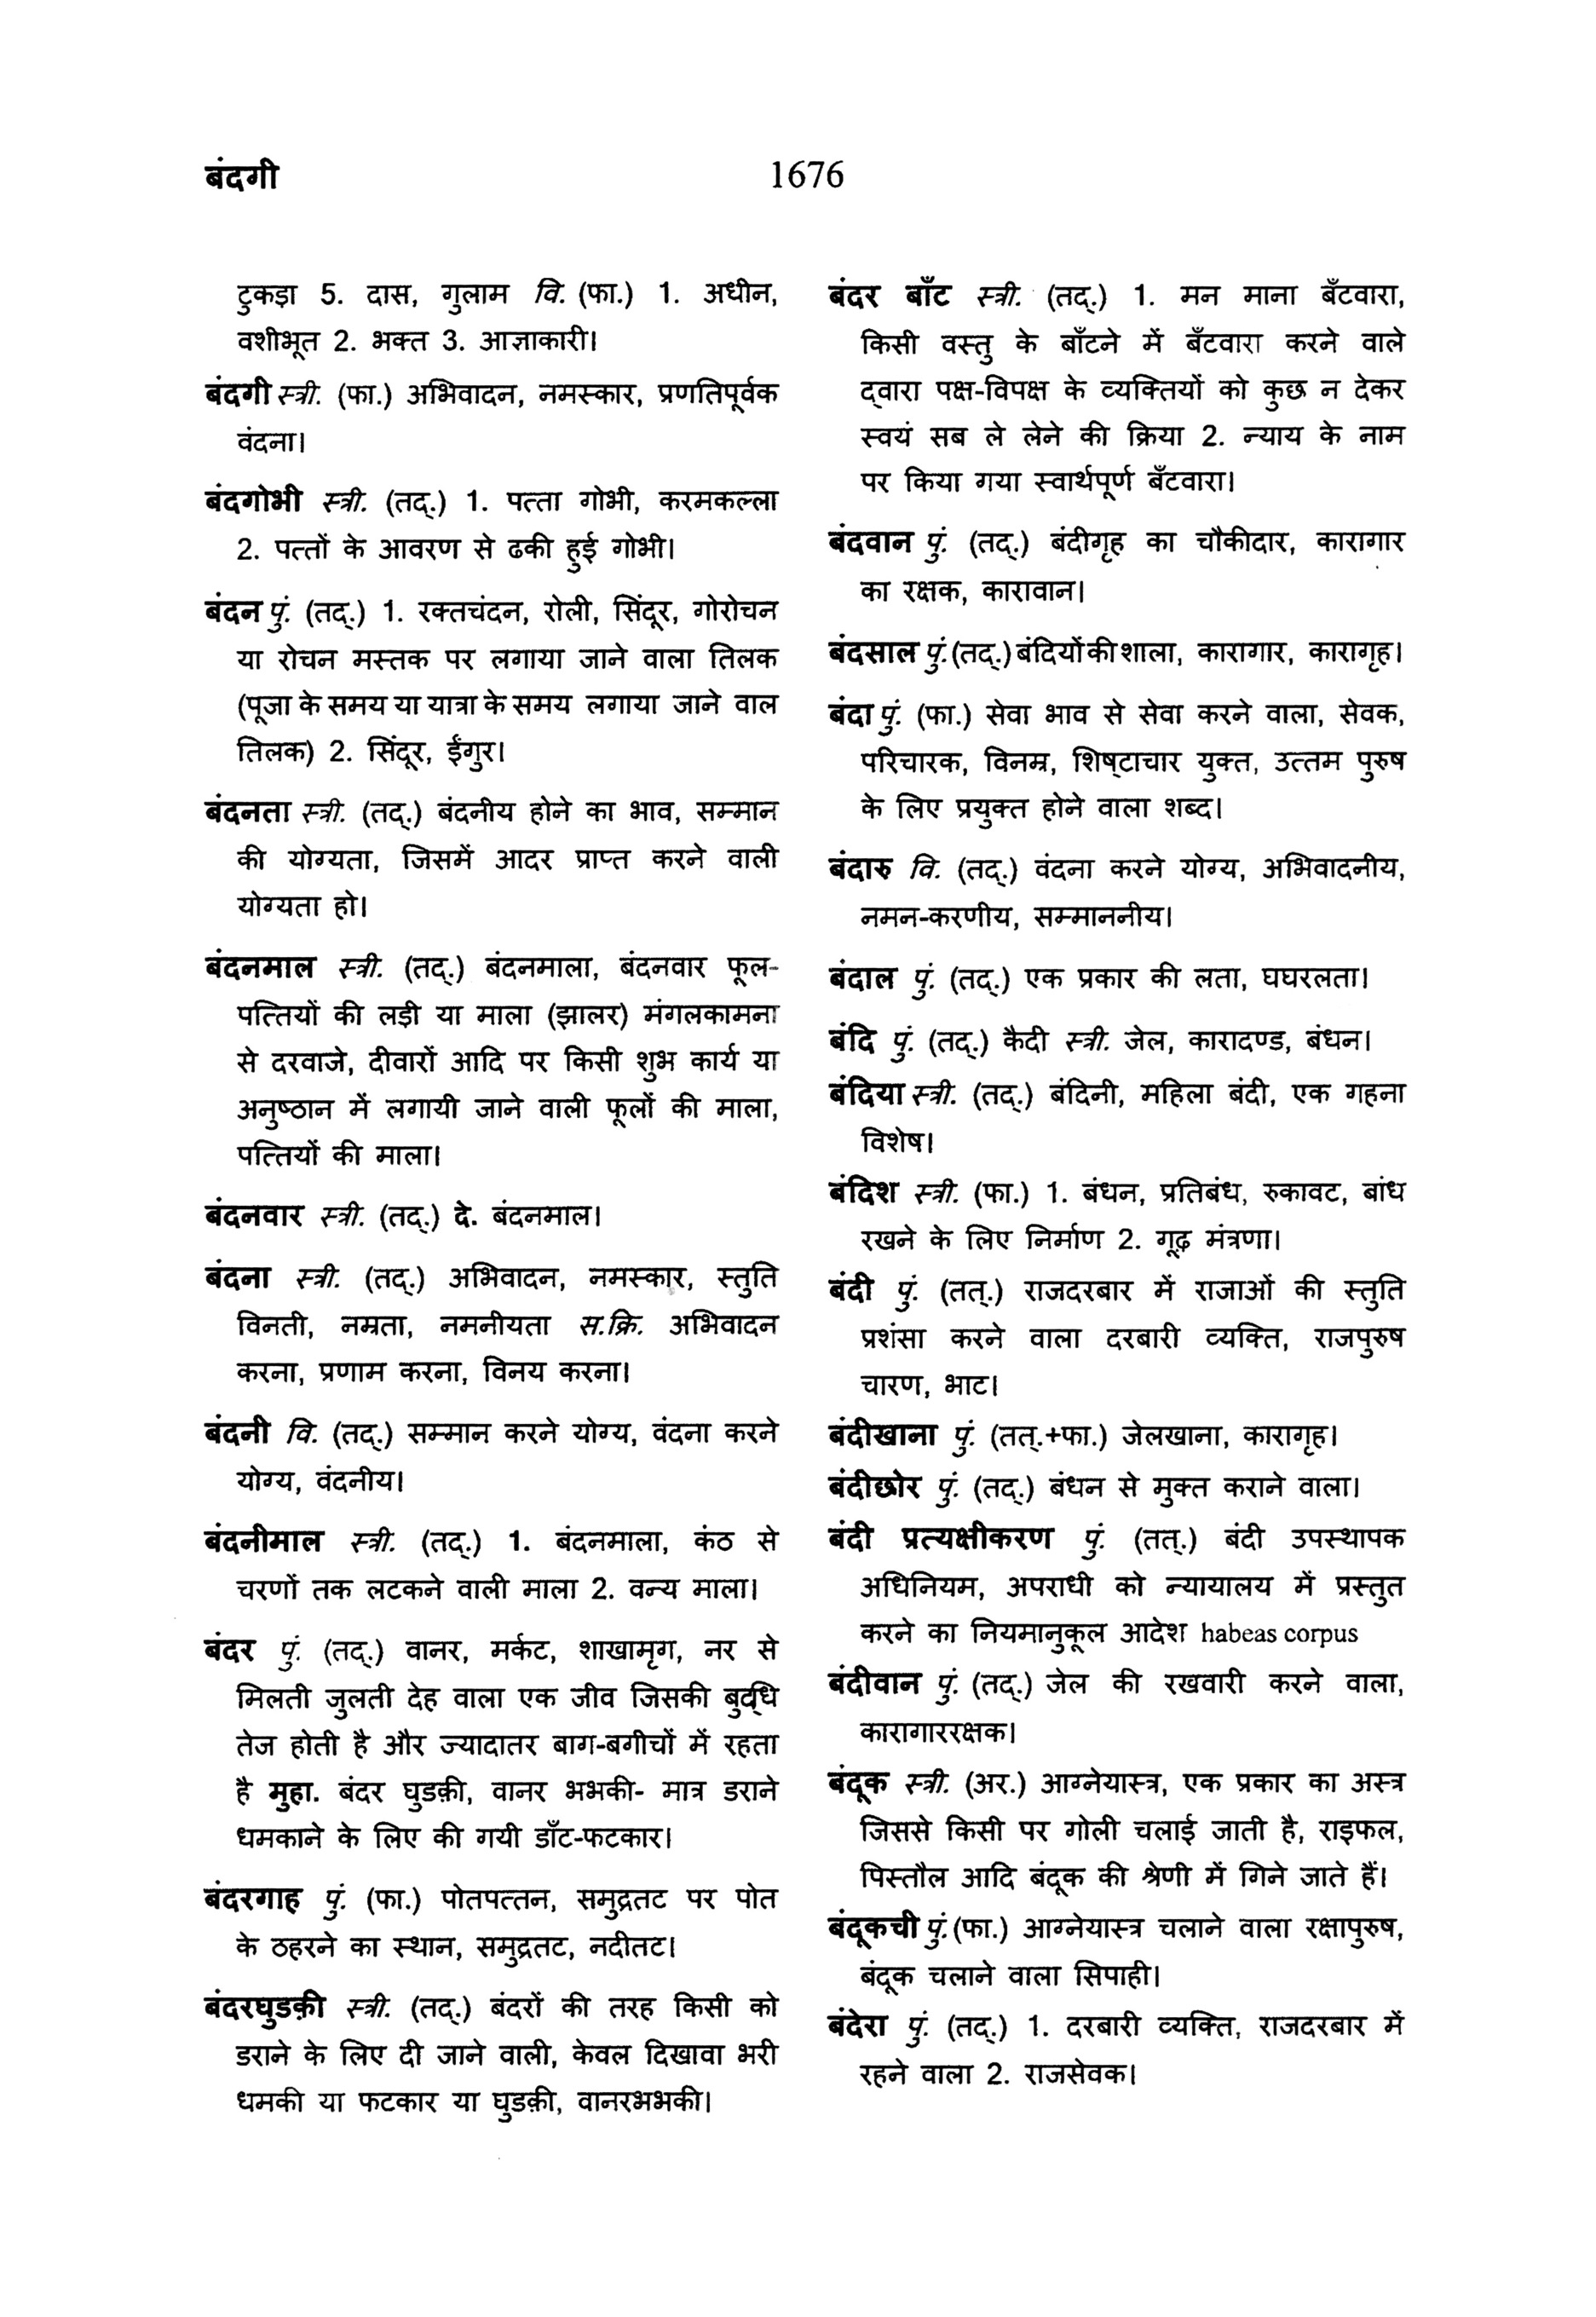 बंदगी
1676
टुकड़ा 5. दास, गुलाम वि. (फा.) 1. अधीन,
वशीभूत 2. भक्त 3. आज्ञाकारी।
बंदगी स्त्री. (फा.) अभिवादन, नमस्कार, प्रणतिपूर्वक
वंदना।
बंदगोभी स्त्री. (तद्.) 1. पत्ता गोभी, करमकल्ला
2. पत्तों के आवरण से ढकी हुई गोभी।
बंदन पुं. (तद्.) 1. रक्तचंदन, रोली, सिंदूर, गोरोचन
या रोचन मस्तक पर लगाया जाने वाला तिलक
(पूजा के समय या यात्रा के समय लगाया जाने वाल
तिलक) 2. सिंदूर, ईंगुर।
बंदनता स्त्री. (तद्.) बंदनीय होने का भाव, सम्मान
की योग्यता, जिसमें आदर प्राप्त करने वाली
योग्यता हो।
बंदनमाल स्त्री. (तद्.) बंदनमाला, बंदनवार फूल-
पत्तियों की लड़ी या माला (झालर) मंगलकामना
से दरवाजे, दीवारों आदि पर किसी शुभ कार्य या
अनुष्ठान में लगायी जाने वाली फूलों की माला,
पत्तियों की माला।
बंदनवार स्त्री. (तद्.) दे. बंदनमाल।
बंदना स्त्री. (तद्.) अभिवादन, नमस्कार, स्तुति
विनती, नम्रता, नमनीयता स.क्रि. अभिवादन
करना, प्रणाम करना, विनय करना।
बंदनी वि. (तद्.) सम्मान करने योग्य, वंदना करने
योग्य, वंदनीय।
बंदनीमाल स्त्री. (तद्.) 1. बंदनमाला, कंठ से
चरणों तक लटकने वाली माला 2. वन्य माला।
बंदर पुं. (तद्.) वानर, मर्कट, शाखामृग, नर से
मिलती जुलती देह वाला एक जीव जिसकी बुद्धि
तेज होती है और ज्यादातर बाग-बगीचों में रहता
है मुहा. बंदर घुडक़ी, वानर भभकी- मात्र डराने
धमकाने के लिए की गयी डाँट-फटकार।
बंदरगाह पुं. (फा.) पोतपत्तन, समुद्रतट पर पोत
के ठहरने का स्थान, समुद्रतट, नदीतट।
बंदरघुडक़ी स्त्री. (तद्.) बंदरों की तरह किसी को
डराने के लिए दी जाने वाली, केवल दिखावा भरी
धमकी या फटकार या घुडक़ी, वानरभभकी।
बंदर बाँट स्त्री. (तद्.) 1. मन माना बँटवारा,
किसी वस्तु के बाँटने में बँटवारा करने वाले
द्वारा पक्ष-विपक्ष के व्यक्तियों को कुछ न देकर
स्वयं सब ले लेने की क्रिया 2. न्याय के नाम
पर किया गया स्वार्थपूर्ण बँटवारा।
बंदवान पुं. (तद्.) बंदीगृह का चौकीदार, कारागार
का रक्षक, कारावान।
बंदसाल पुं. (तद्.) बंदियों की शाला, कारागार, कारागृह।
बंदा पुं. (फा.) सेवा भाव से सेवा करने वाला, सेवक,
परिचारक, विनम्र, शिष्टाचार युक्त, उत्तम पुरुष
के लिए प्रयुक्त होने वाला शब्द।
बंदारु वि. (तद्.) वंदना करने योग्य, अभिवादनीय,
नमन-करणीय, सम्माननीय।
बंदाल पुं. (तद्.) एक प्रकार की लता, घघरलता।
बंदि पुं. (तद्.) कैदी स्त्री. जेल, कारादण्ड, बंधन।
बंदिया स्त्री. (तद्.) बंदिनी, महिला बंदी, एक गहना
विशेष।
बंदिश स्त्री. (फा.) 1. बंधन, प्रतिबंध, रुकावट, बांध
रखने के लिए निर्माण 2. गूढ़ मंत्रणा।
बंदी पुं. (तत्.) राजदरबार में राजाओं की स्तुति
प्रशंसा करने वाला दरबारी व्यक्ति, राजपुरुष
चारण, भाट।
बंदीखाना पुं. (तत्.+फा.) जेलखाना, कारागृह।
बंदीछोर पुं. (तद्.) बंधन से मुक्त कराने वाला।
बंदी प्रत्यक्षीकरण पुं. (तत्.) बंदी उपस्थापक
अधिनियम, अपराधी को न्यायालय में प्रस्तुत
करने का नियमानुकूल आदेश habeas corpus
बंदीवान पुं. (तद्.) जेल की रखवारी करने वाला,
कारागाररक्षक।
बंदूक स्त्री. (अर.) आग्नेयास्त्र, एक प्रकार का अस्त्र
जिससे किसी पर गोली चलाई जाती है, राइफल,
पिस्तौल आदि बंदूक की श्रेणी में गिने जाते हैं।
बंदूकची पुं. (फा.) आग्नेयास्त्र चलाने वाला रक्षापुरुष,
बंदूक चलाने वाला सिपाही।
बंदेरा पुं. (तद्.) 1. दरबारी व्यक्ति, राजदरबार में
रहने वाला 2. राजसेवक।